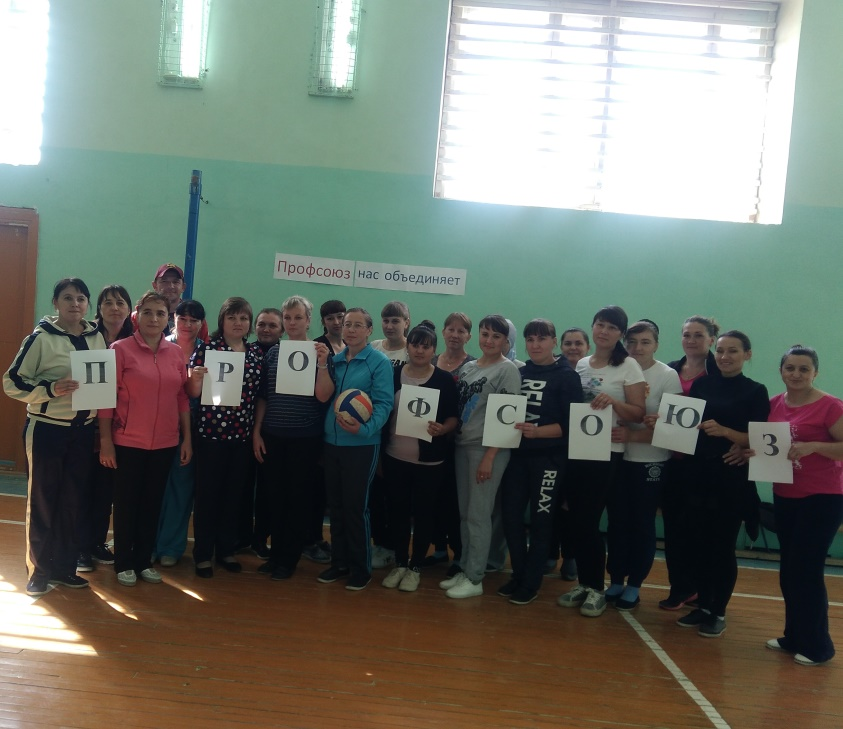 Профсоюз нас объединяет
П Р О Ф С О Ю З
RELAX
RELAX